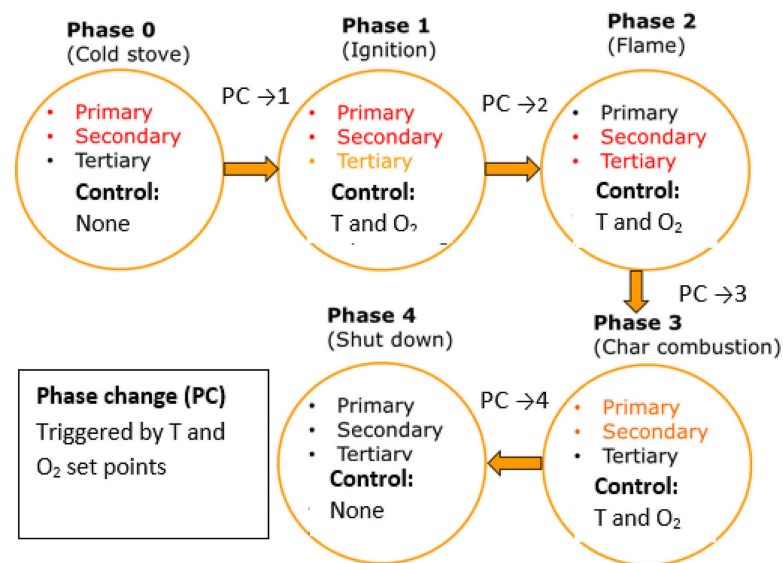 Phase 0
(Cold stove)
• Primary
• Secondary
• Tertiary
Control:
None
PC →1
Phase 1
(Ignition)
• Primary
• Secondary
• Tertiary
Control:
T and O₂
PC →2
Phase 2
(Flame)
• Primary
• Secondary
• Tertiary
Control:
T and O₂
PC →3
Phase 3
(Char combustion)
• Primary
• Secondary
• Tertiary
Control:
T and O₂
PC →4
Phase 4
(Shut down)
• Primary
• Secondary
• Tertiary
Control:
None
Phase change (PC)
Triggered by T and
O₂ set points